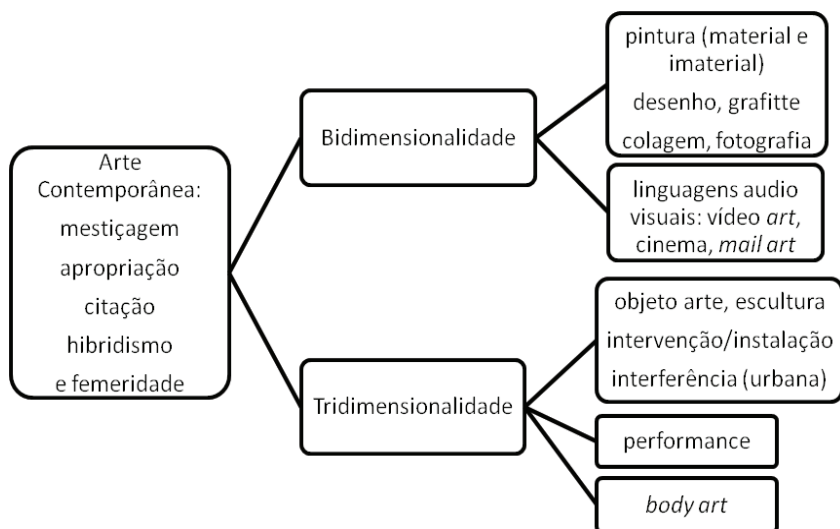 Arte
Contemporânea:
mestiçagem
apropriação
citação
hibridismo
e femeridade
Bidimensionalidade
pintura (material e
imaterial)
desenho, grafitte
colagem, fotografia
linguagens audio
visuais: vídeo art,
cinema, mail art
Tridimensionalidade
objeto arte, escultura
intervenção/instalação
interferência (urbana)
performance
body art